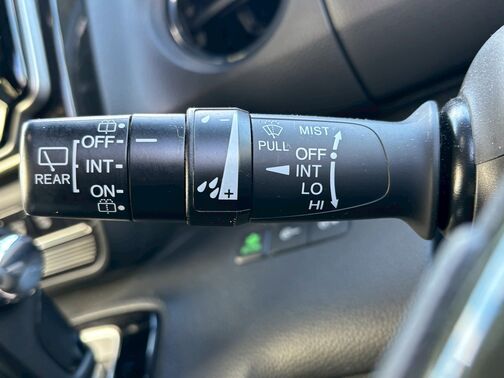 REAR
OFF
INT
ON
- +
PULL
MIST
OFF
INT
LO
HI